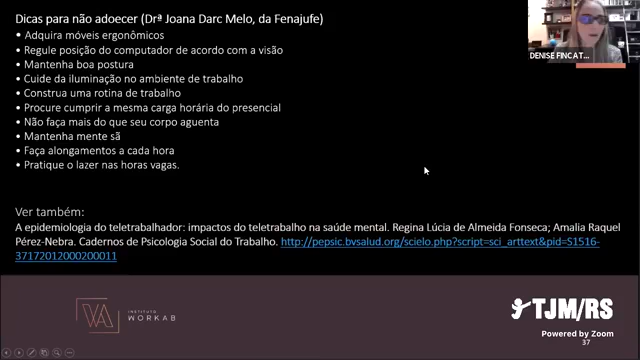 Dicas para não adoecer (Drª Joana Darc Melo, da Fenajufe)
• Adquira móveis ergonômicos
• Regule posição do computador de acordo com a visão
• Mantenha boa postura
• Cuide da iluminação no ambiente de trabalho
• Construa uma rotina de trabalho
• Procure cumprir a mesma carga horária do presencial
• Não faça mais do que seu corpo aguenta
• Mantenha mente sã
• Faça alongamentos a cada hora
• Pratique o lazer nas horas vagas.
DENISE FINCAT...
Ver também:
A epidemiologia do teletrabalhador: impactos do teletrabalho na saúde mental. Regina Lúcia de Almeida Fonseca; Amalia Raquel
Pérez-Nebra. Cadernos de Psicologia Social do Trabalho. http://pepsic.bvsalud.org/scielo.php?script=sci_arttext&pid=S1516-
37172012000200011
INSTITUTO
WORKAB
TJM/RS
Powered by Zoom
37